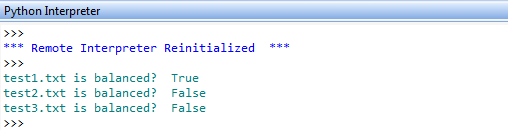 Python Interpreter
>>>
*** Remote Interpreter Reinitialized  ***
>>>
test1.txt is balanced?  True
test2.txt is balanced?  False
test3.txt is balanced?  False
>>>